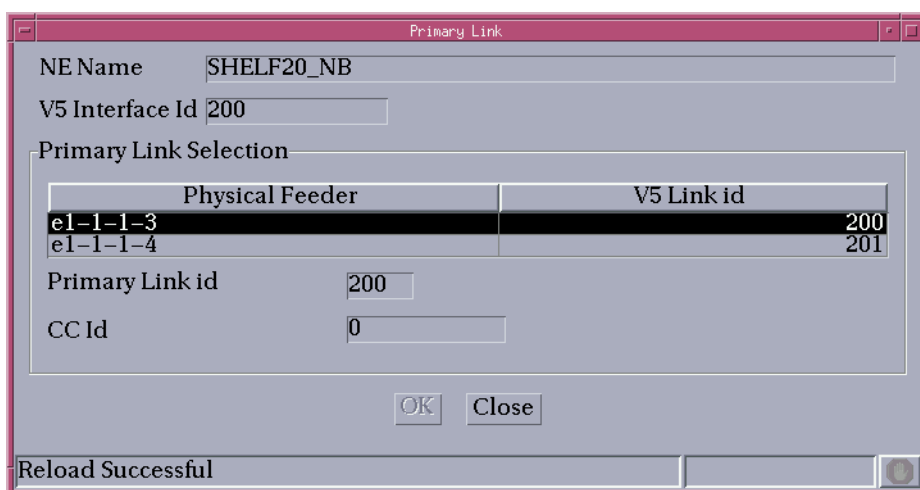 Primary Link
NE Name SHELF20_NB
V5 Interface Id 200
Primary Link Selection
Physical Feeder V5 Link id
e1-1-1-3 200
e1-1-1-4 201
Primary Link id 200
CC Id 0
OK Close
Reload Successful